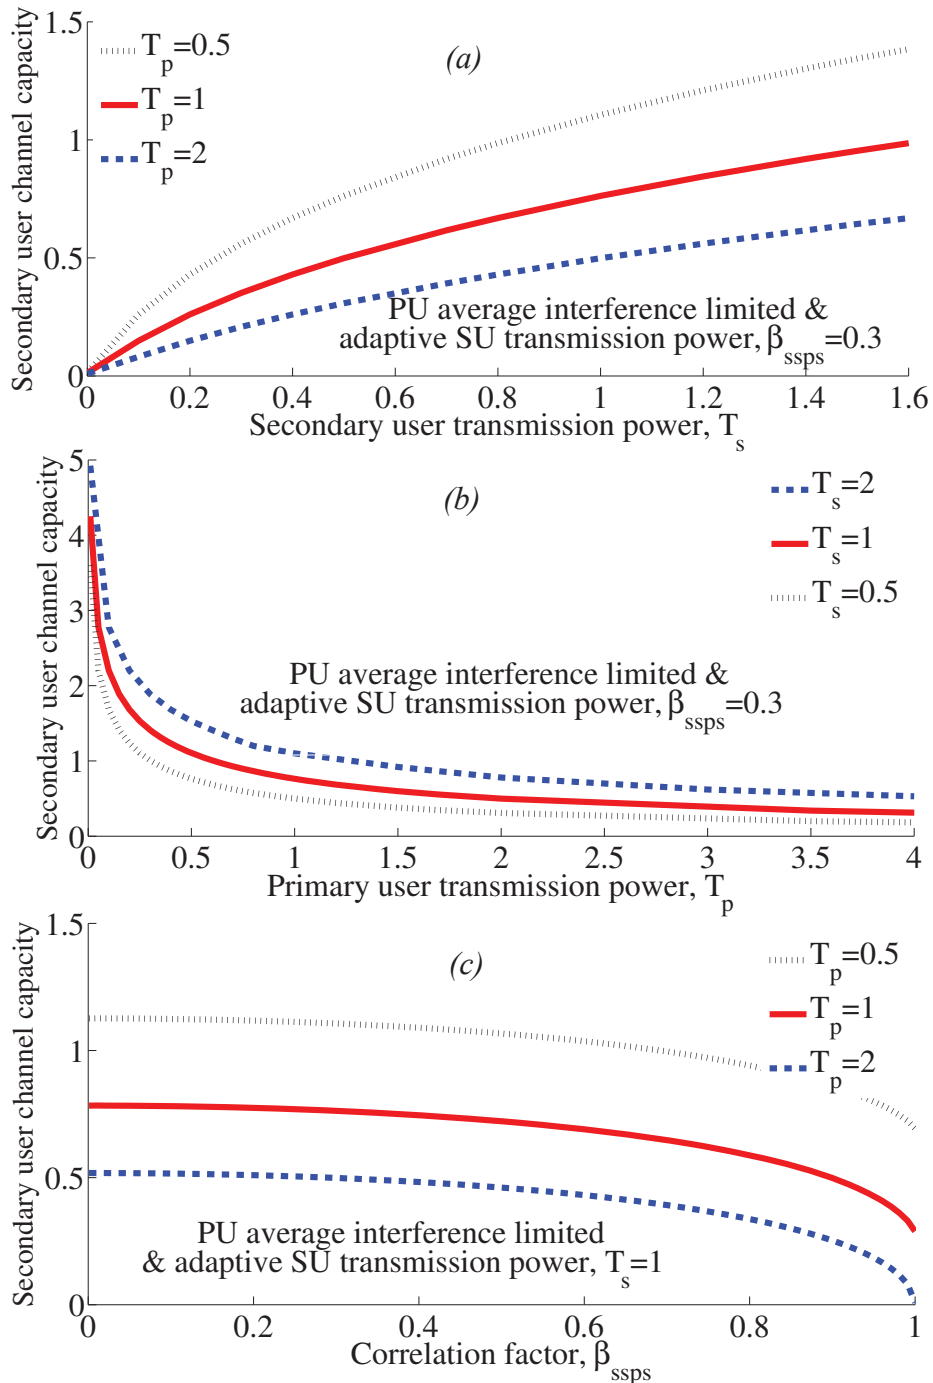 1.5
1
0.5
0
Secondary user channel capacity
(a)
T_p=0.5
T_p=1
T_p=2
PU average interference limited &
adaptive SU transmission power, β_ssps=0.3
0 0.2 0.4 0.6 0.8 1 1.2 1.4 1.6
Secondary user transmission power, T_s
5
4
3
2
1
0
Secondary user channel capacity
(b)
T_s=2
T_s=1
T_s=0.5
PU average interference limited &
adaptive SU transmission power, β_ssps=0.3
0 0.5 1 1.5 2 2.5 3 3.5 4
Primary user transmission power, T_p
1.5
1
0.5
0
Secondary user channel capacity
(c)
T_p=0.5
T_p=1
T_p=2
PU average interference limited
& adaptive SU transmission power, T_s=1
0 0.2 0.4 0.6 0.8 1
Correlation factor, β_ssps